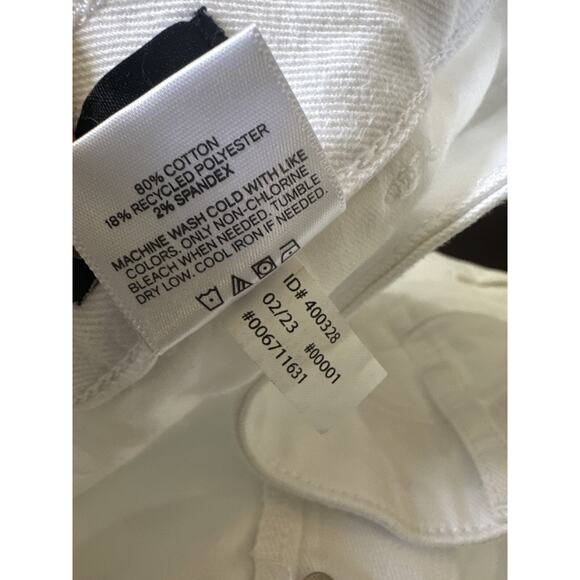 80% COTTON
18% RECYCLED POLYESTER
2% SPANDEX
MACHINE WASH COLD WITH LIKE
COLORS. ONLY NON-CHLORINE
BLEACH WHEN NEEDED. TUMBLE
DRY LOW. COOL IRON IF NEEDED.
ID# 400328
02/23 #00001
#006711631